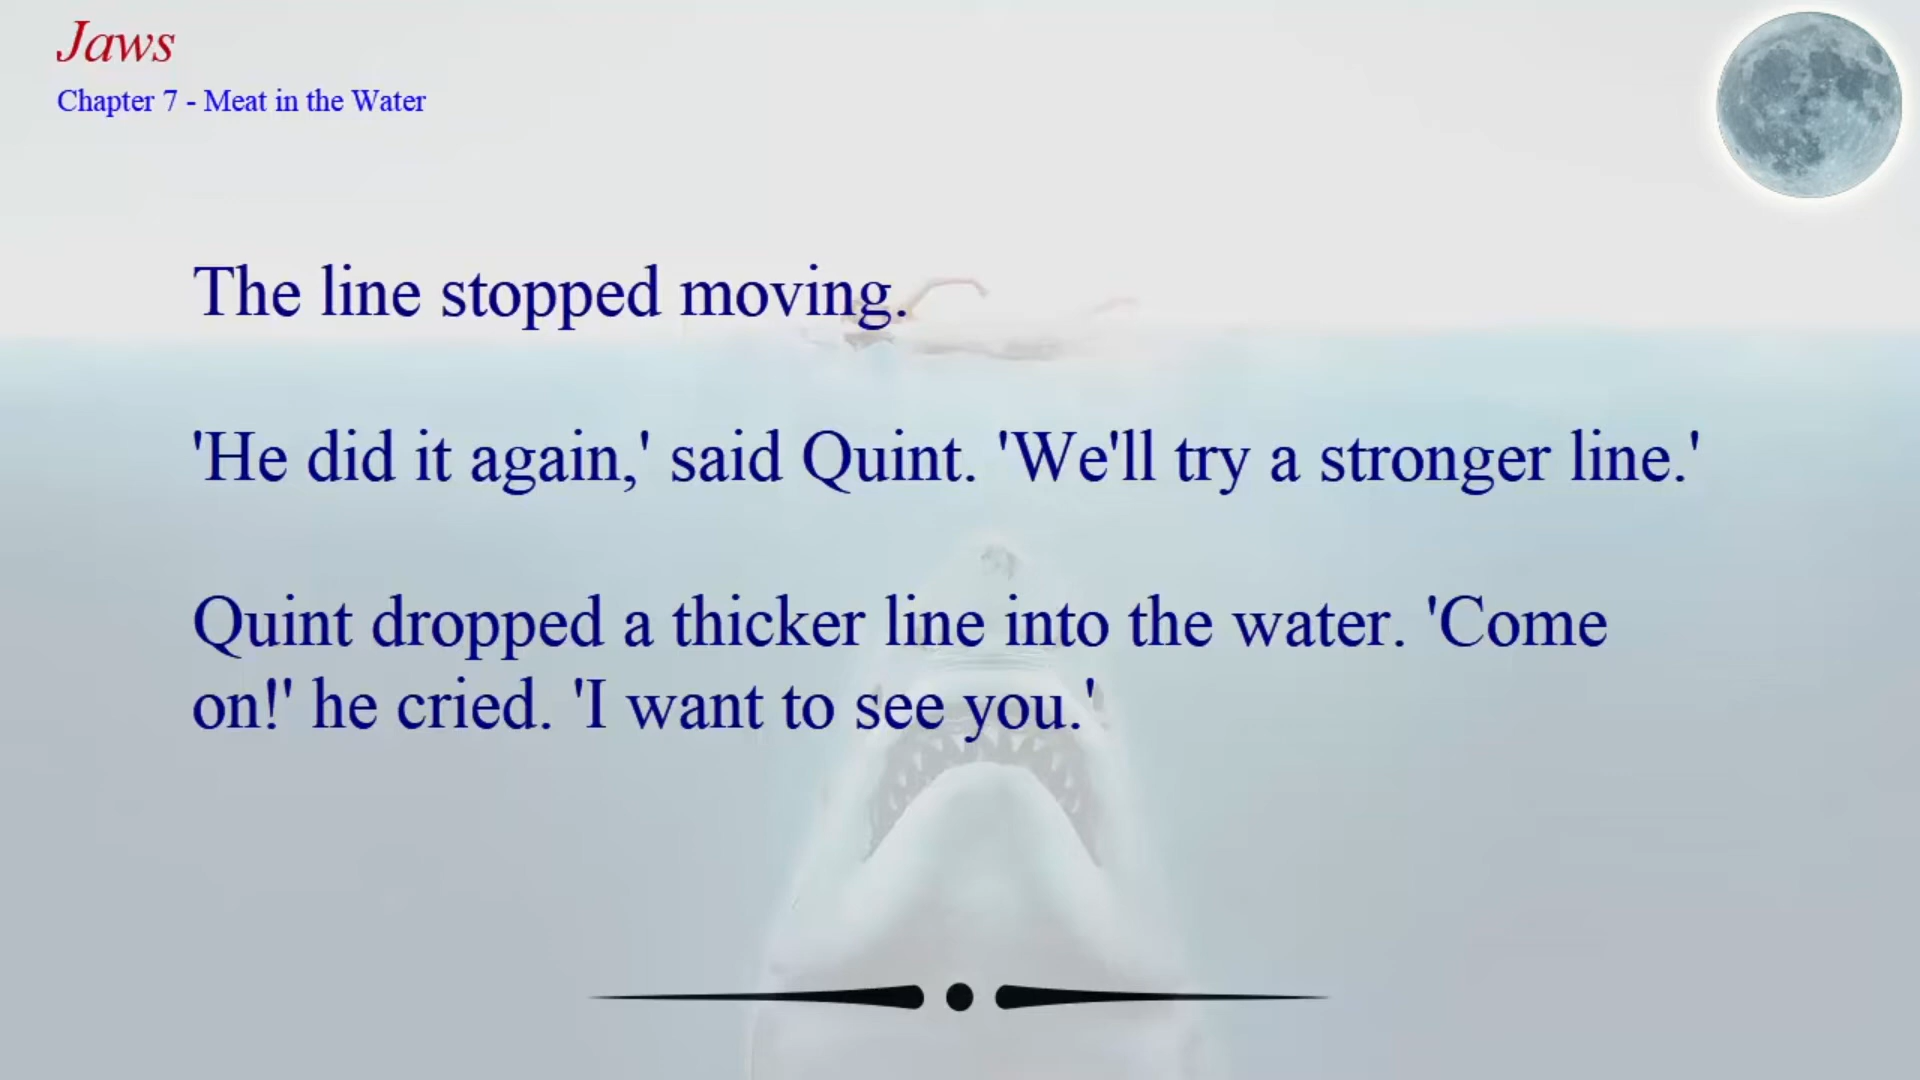 Jaws
Chapter 7 - Meat in the Water
The line stopped moving.
'He did it again,' said Quint. 'We'll try a stronger line.'
Quint dropped a thicker line into the water. 'Come
on!' he cried. 'I want to see you.'